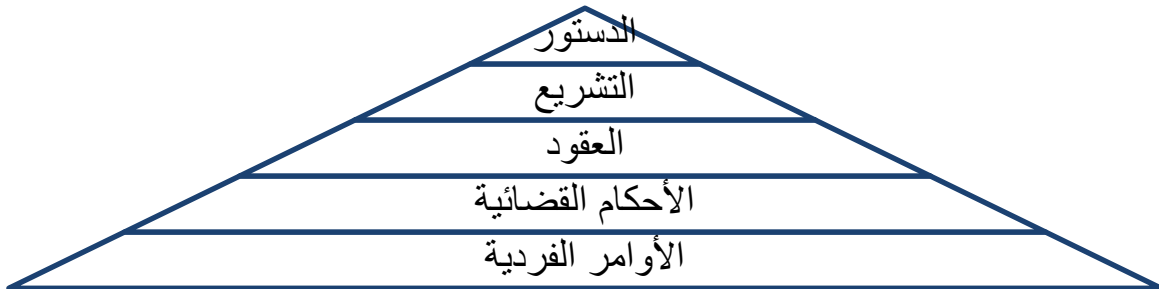 الدستور
التشريع
العقود
الأحكام القضائية
الأوامر الفردية